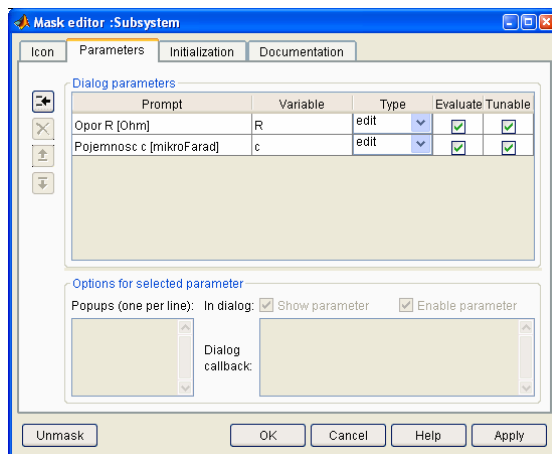 Mask editor :Subsystem
Icon Parameters Initialization Documentation
Dialog parameters
Prompt Variable Type Evaluate Tunable
Opor R [Ohm] R edit
Pojemnosc c [mikroFarad] c edit
Options for selected parameter
Popups (one per line): In dialog: Show parameter Enable parameter
Dialog
callback:
Unmask OK Cancel Help Apply